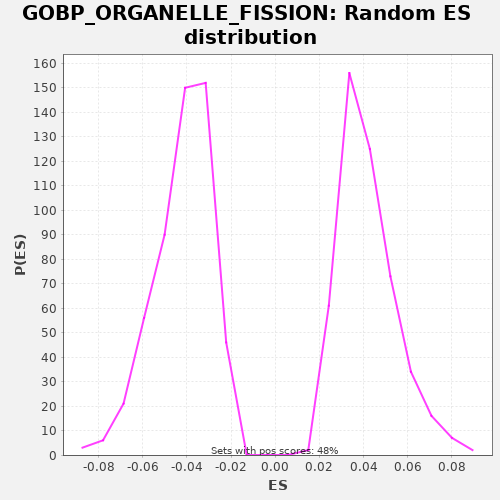 GOBP_ORGANELLE_FISSION: Random ES
distribution
160
150
140
130
120
110
100
90
80
70
60
50
40
30
20
10
0
P(ES)
Sets with pos scores: 48%
-0.08 -0.06 -0.04 -0.02 0.00 0.02 0.04 0.06 0.08
ES